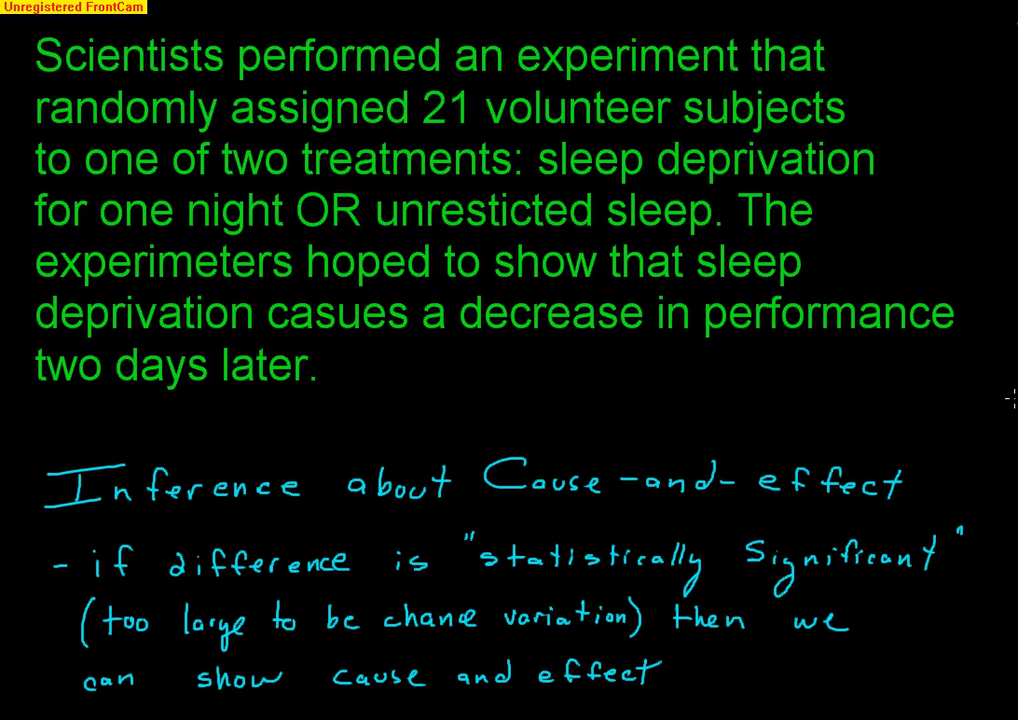 Unregistered FrontCam
Scientists performed an experiment that
randomly assigned 21 volunteer subjects
to one of two treatments: sleep deprivation
for one night OR unresticted sleep. The
experimeters hoped to show that sleep
deprivation casues a decrease in performance
two days later.
Inference about Cause-and-effect
- if difference is "statistically significant"
(too large to be chance variation) then we
can show cause and effect